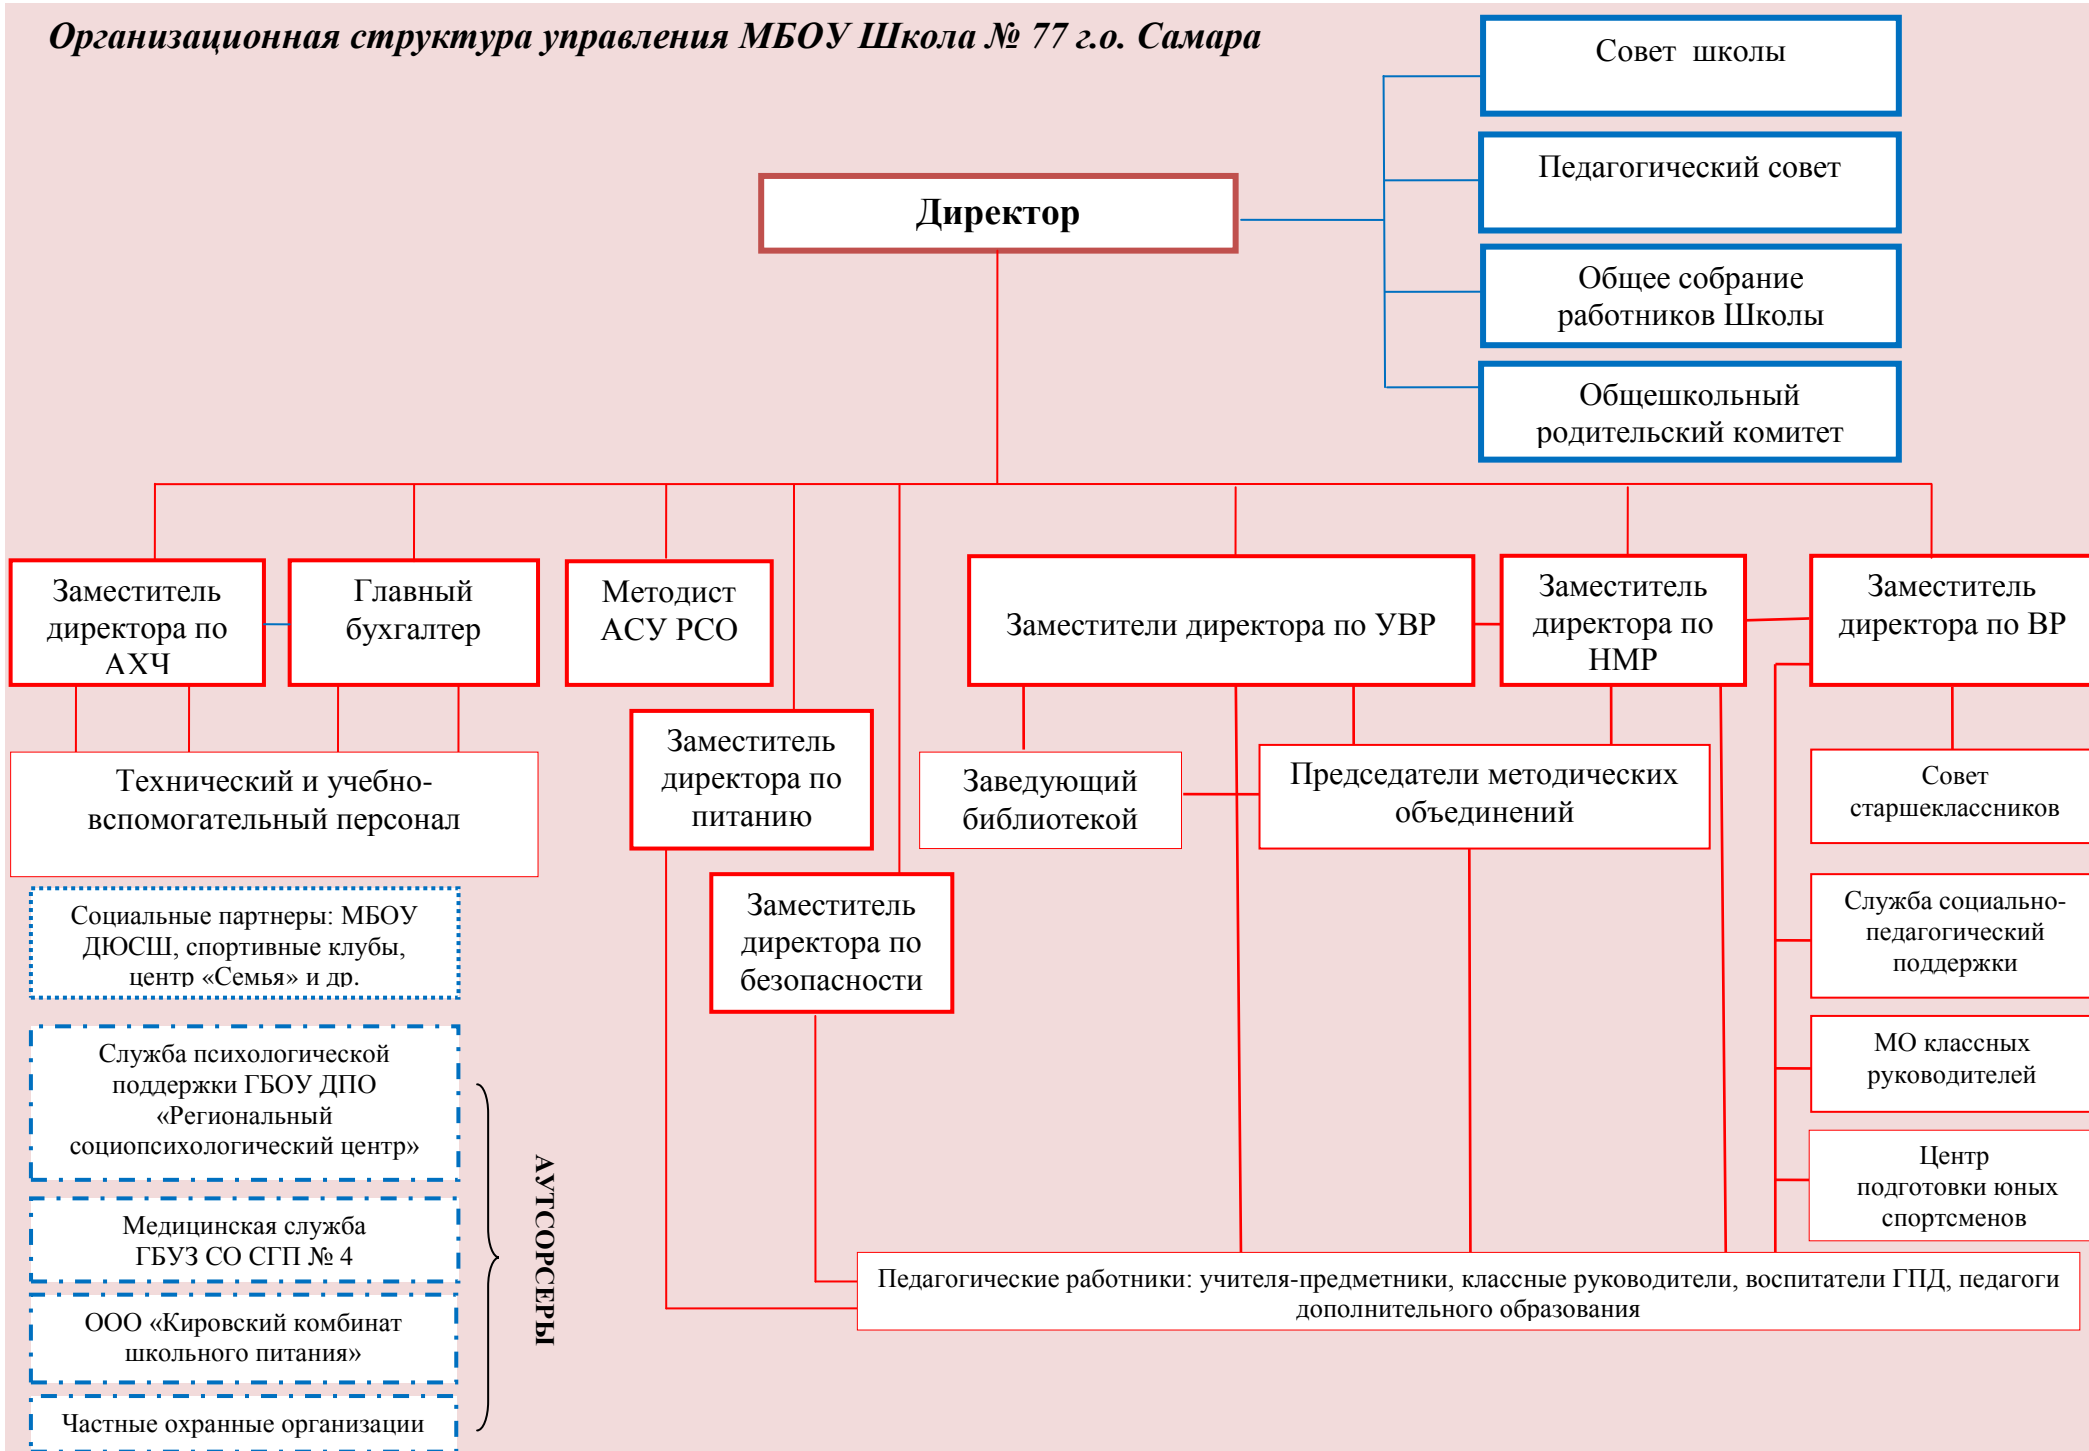 Организационная структура управления МБОУ Школа № 77 г.о. Самара
Совет школы
Педагогический совет
Директор
Общее собрание
работников Школы
Общешкольный
родительский комитет
Заместитель
директора по
АХЧ
Главный
бухгалтер
Методист
АСУ РСО
Заместители директора по УВР
Заместитель
директора по
НМР
Заместитель
директора по ВР
Технический и учебно-
вспомогательный персонал
Заместитель
директора по
питанию
Заведующий
библиотекой
Председатели методических
объединений
Совет
старшеклассников
Социальные партнеры: МБОУ
ДЮСШ, спортивные клубы,
центр «Семья» и др.
Заместитель
директора по
безопасности
Служба социально-
педагогический
поддержки
Служба психологической
поддержки ГБОУ ДПО
«Региональный
социопсихологический центр»
МО классных
руководителей
Центр
подготовки юных
спортсменов
Медицинская служба
ГБУЗ СО СГП № 4
АУТСОРСЕРЫ
Педагогические работники: учителя-предметники, классные руководители, воспитатели ГПД, педагоги
дополнительного образования
ООО «Кировский комбинат
школьного питания»
Частные охранные организации